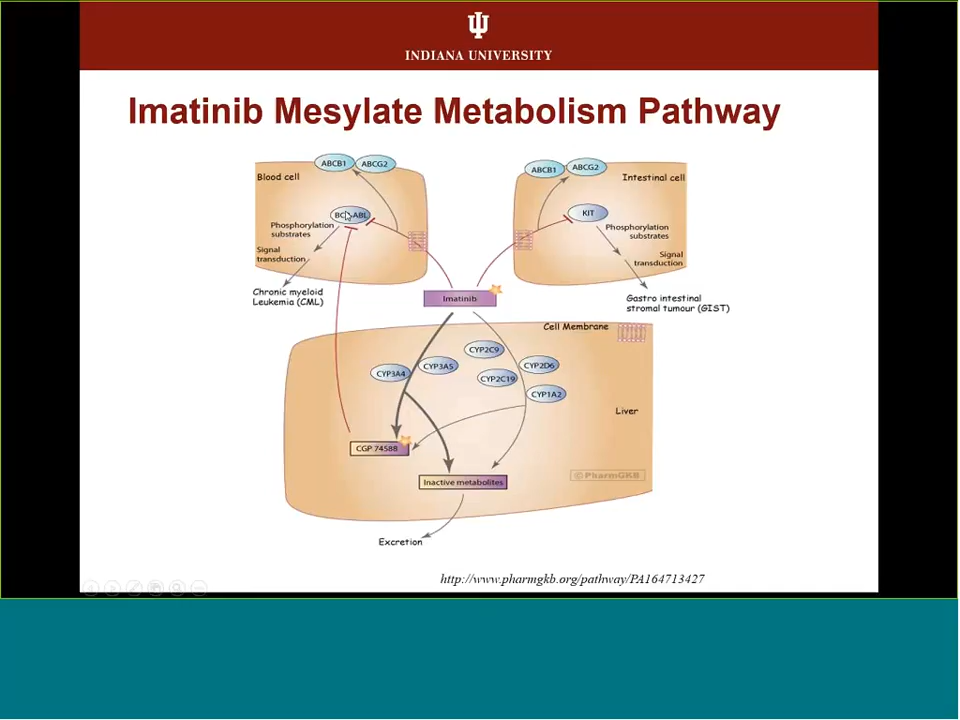 INDIANA UNIVERSITY
Imatinib Mesylate Metabolism Pathway
ABCB1
ABCG2
Blood cell
Phosphorylation
substrates
Signal
transduction
Chronic myeloid
Leukemia (CML)
ABCB1
ABCG2
Intestinal cell
KIT
Phosphorylation
substrates
Signal
transduction
Gastro intestinal
stromal tumour (GIST)
Imatinib
Cell Membrane
CYP3A4
CYP3A5
CYP2C9
CYP2C19
CYP2D6
CYP1A2
Liver
CGP 74588
Inactive metabolites
© PharmGKB
Excretion
http://www.pharmgkb.org/pathway/PA164713427